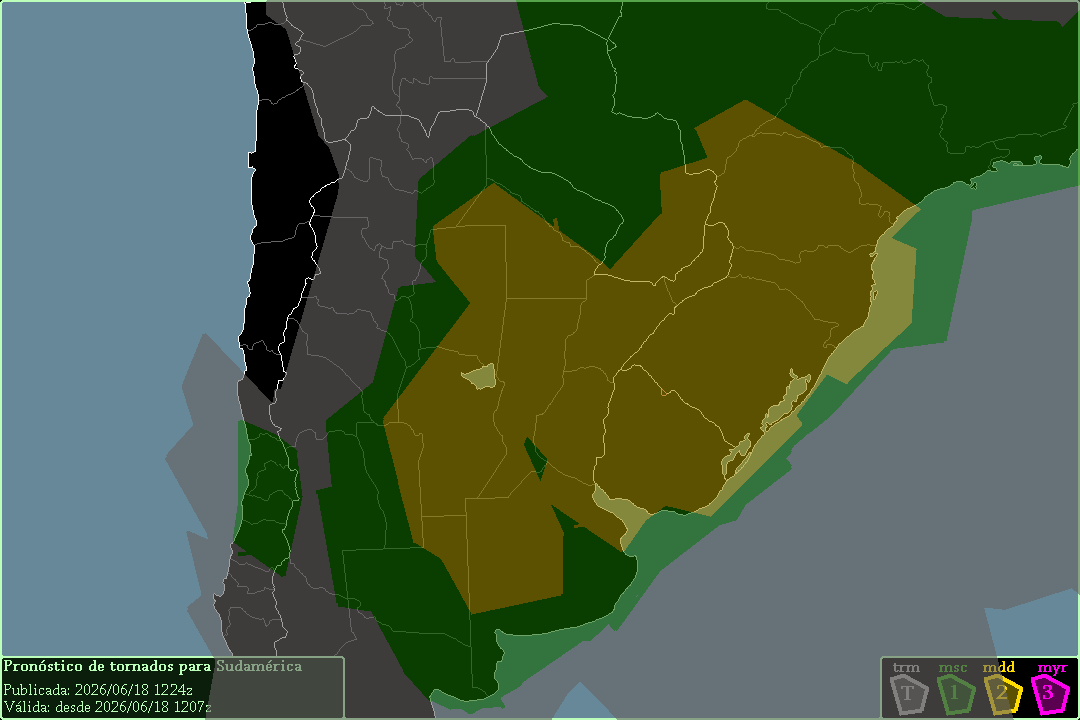 Pronóstico de tornados para Sudamérica
Publicada: 2026/06/18 1224z
Válida: desde 2026/06/18 1207z
trm msc mdd myr
T 1 2 3